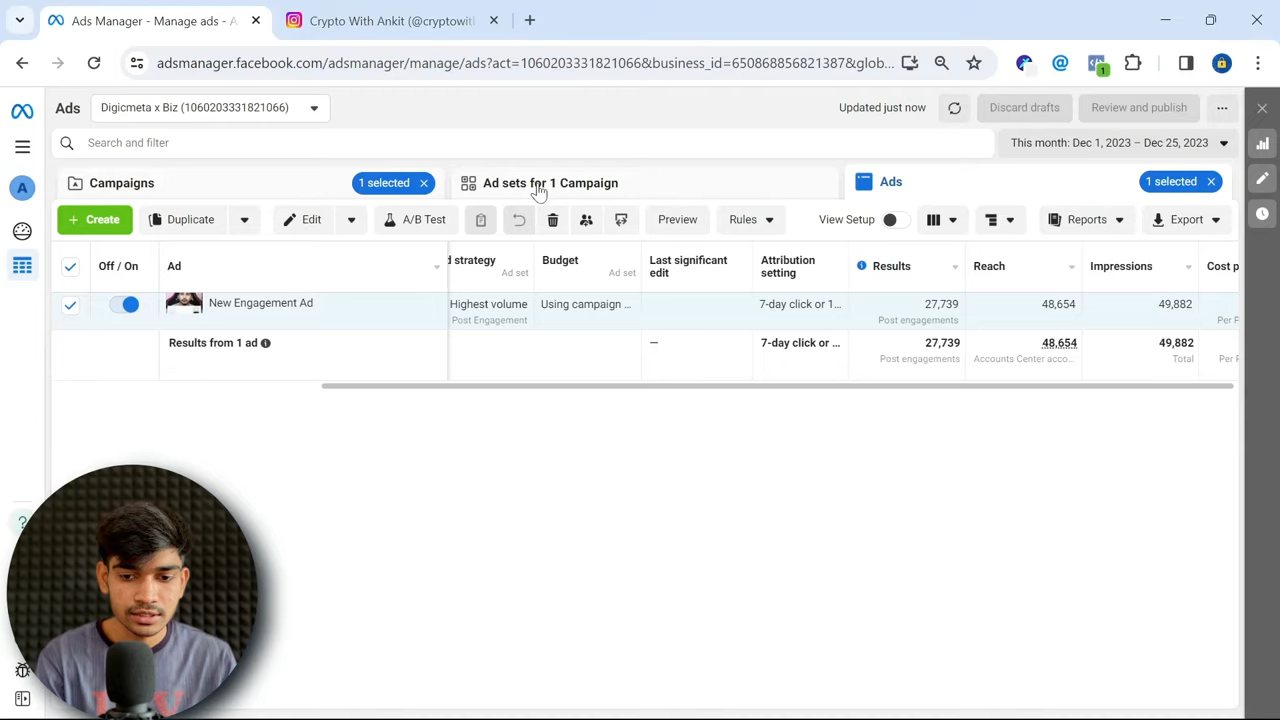 Ads Manager - Manage ads - A
Crypto With Ankit (@cryptowit
adsmanager.facebook.com/adsmanager/manage/ads?act=1060203331821066&business_id=650868856821387&glob...
1
Ads
Digicmeta x Biz (1060203331821066)
Updated just now
Discard drafts
Review and publish
Search and filter
This month: Dec 1, 2023 – Dec 25, 2023
Campaigns
1 selected
Ad sets for 1 Campaign
Ads
1 selected
A
+ Create
Duplicate
Edit
A/B Test
Preview
Rules
View Setup
Reports
Export
Off / On
Ad
d strategy
Ad set
Budget
Ad set
Last significant
edit
Attribution
setting
Results
Reach
Impressions
Cost p
New Engagement Ad
Highest volume
Post Engagement
Using campaign ...
7-day click or 1...
27,739
Post engagements
48,654
49,882
Per P
Results from 1 ad
—
7-day click or ...
27,739
Post engagements
48,654
Accounts Center acco...
49,882
Total
Per P
?